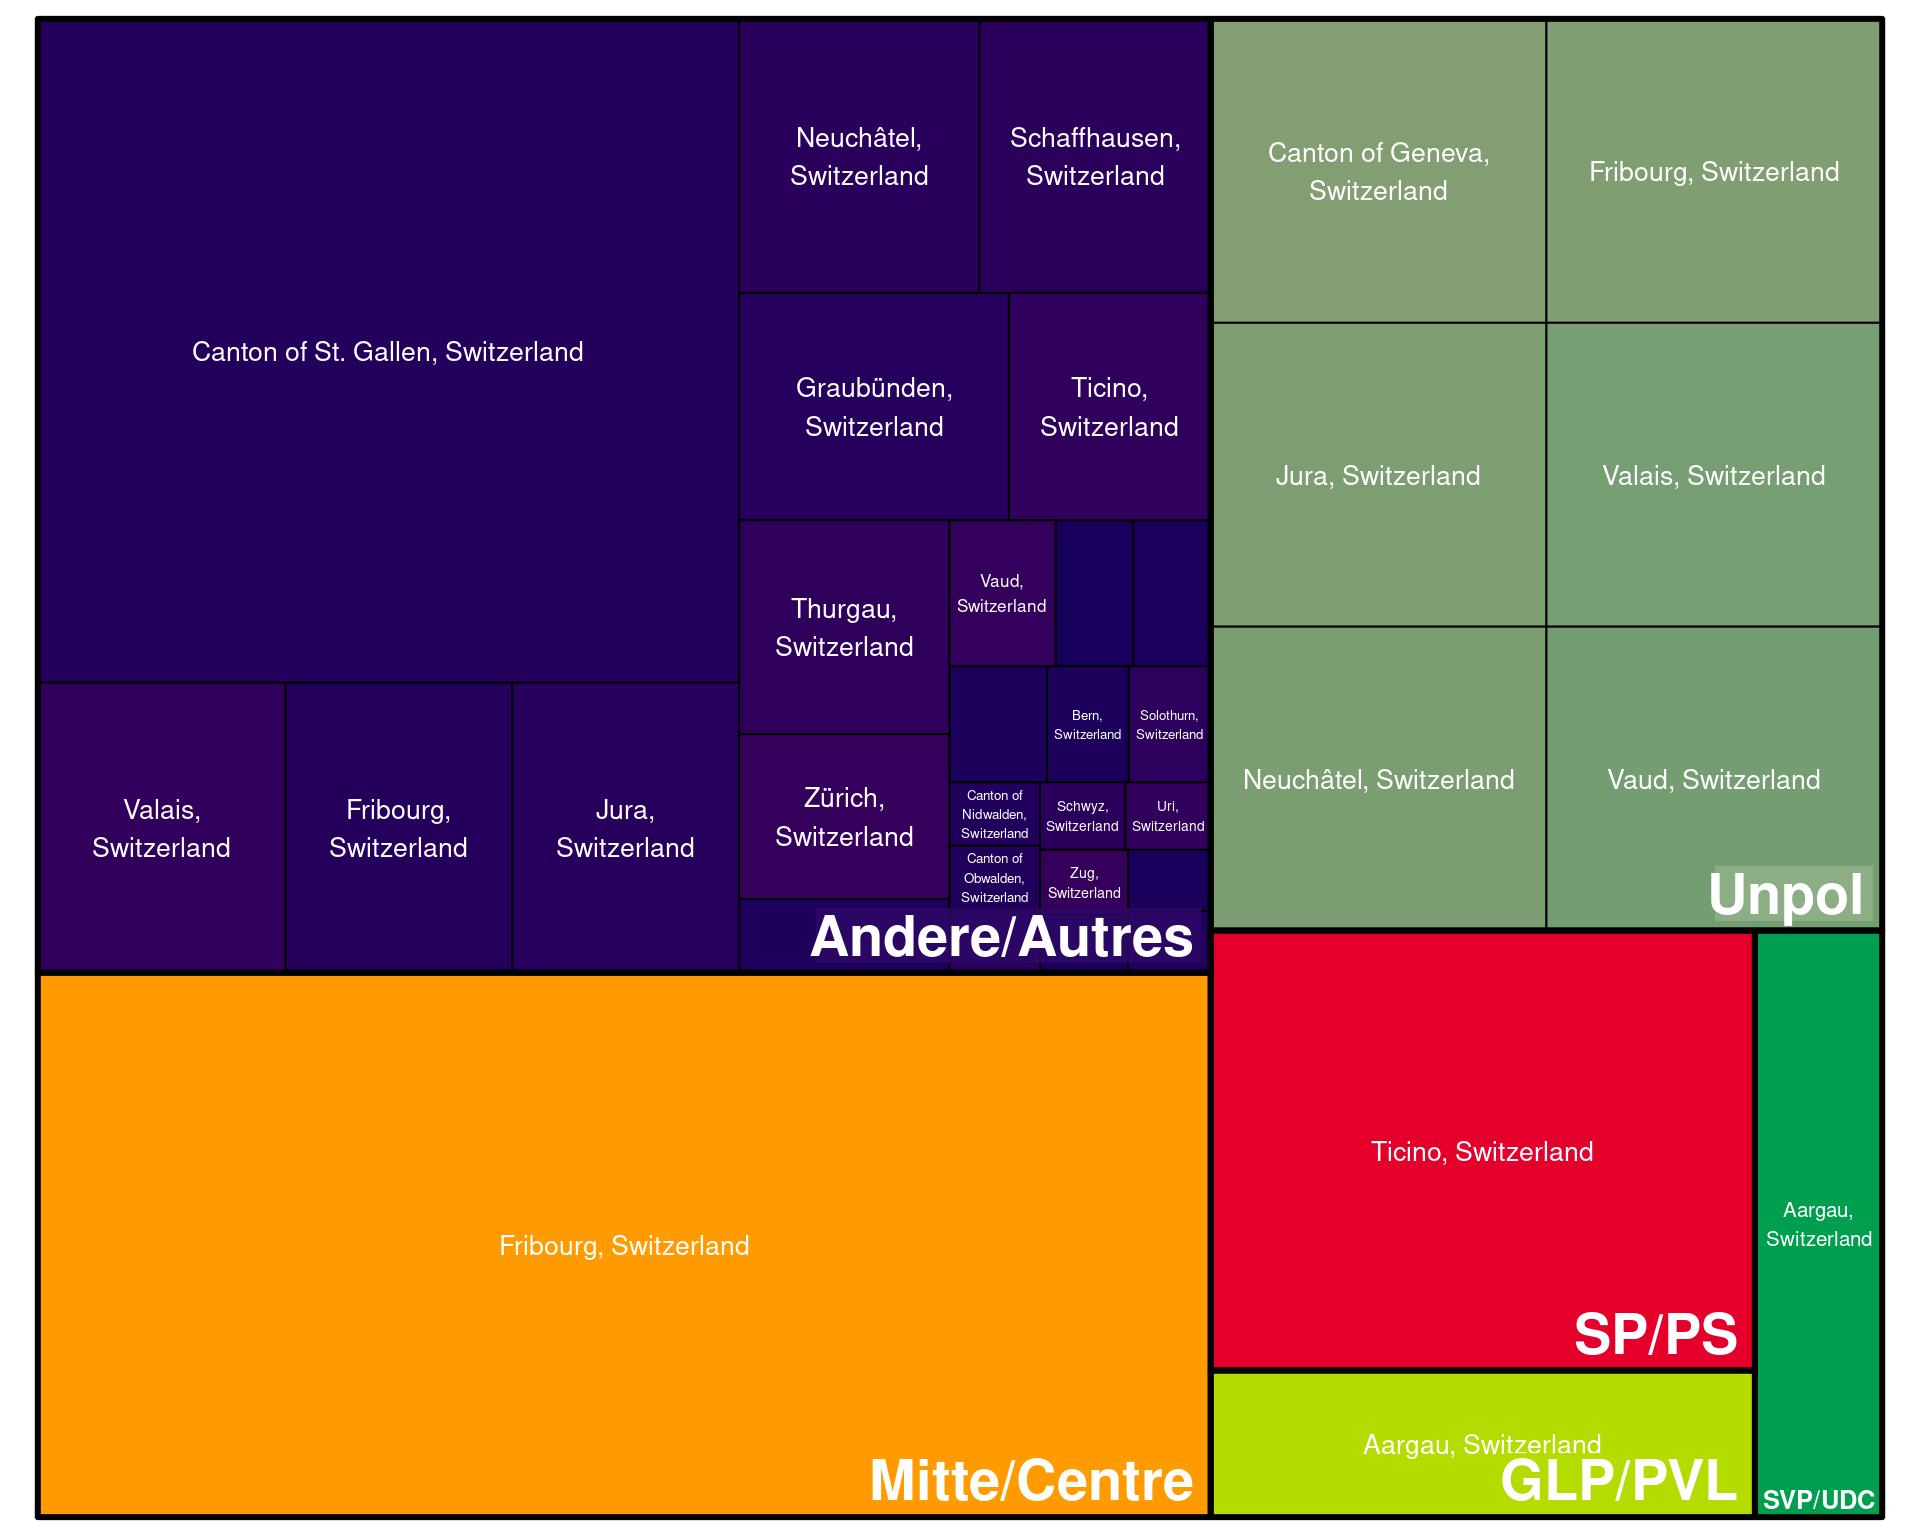 Canton of St. Gallen, Switzerland
Neuchâtel,
Switzerland
Schaffhausen,
Switzerland
Graubünden,
Switzerland
Ticino,
Switzerland
Thurgau,
Switzerland
Vaud,
Switzerland
Bern,
Switzerland
Solothurn,
Switzerland
Valais,
Switzerland
Fribourg,
Switzerland
Jura,
Switzerland
Zürich,
Switzerland
Canton of
Nidwalden,
Switzerland
Schwyz,
Switzerland
Uri,
Switzerland
Canton of
Obwalden,
Switzerland
Zug,
Switzerland
Andere/Autres
Canton of Geneva,
Switzerland
Fribourg, Switzerland
Jura, Switzerland
Valais, Switzerland
Neuchâtel, Switzerland
Vaud, Switzerland
Unpol
Fribourg, Switzerland
Mitte/Centre
Ticino, Switzerland
SP/PS
Aargau, Switzerland
GLP/PVL
Aargau,
Switzerland
SVP/UDC